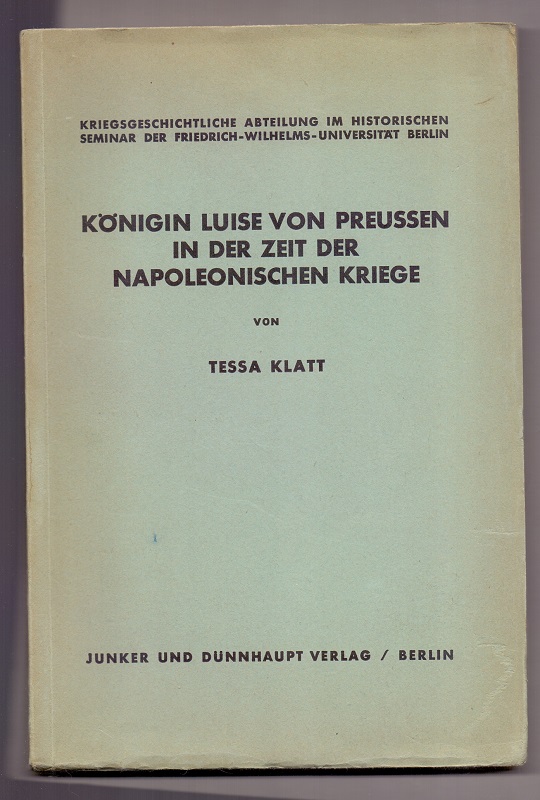 KRIEGSGESCHICHTLICHE ABTEILUNG IM HISTORISCHEN
SEMINAR DER FRIEDRICH-WILHELMS-UNIVERSITÄT BERLIN
KÖNIGIN LUISE VON PREUSSEN
IN DER ZEIT DER
NAPOLEONISCHEN KRIEGE
VON
TESSA KLATT
JUNKER UND DÜNNHAUPT VERLAG / BERLIN